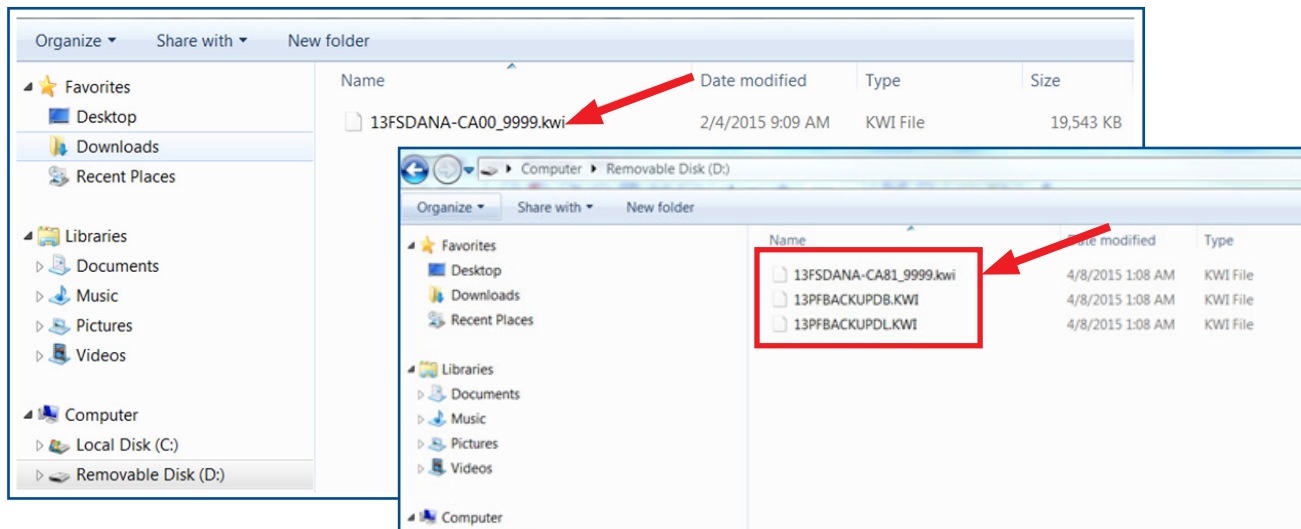 Organize Share with New folder
Favorites
Desktop
Downloads
Recent Places
Libraries
Documents
Music
Pictures
Videos
Computer
Local Disk (C:)
Removable Disk (D:)
Name Date modified Type Size
13FSDANA-CA00_9999.kwi 2/4/2015 9:09 AM KWI File 19,543 KB
Computer Removable Disk (D:)
Organize Share with New folder
Favorites
Desktop
Downloads
Recent Places
Libraries
Documents
Music
Pictures
Videos
Computer
Name Date modified Type
13FSDANA-CA81_9999.kwi 4/8/2015 1:08 AM KWI File
13PFBACKUPDB.KWI 4/8/2015 1:08 AM KWI File
13PFBACKUPDL.KWI 4/8/2015 1:08 AM KWI File